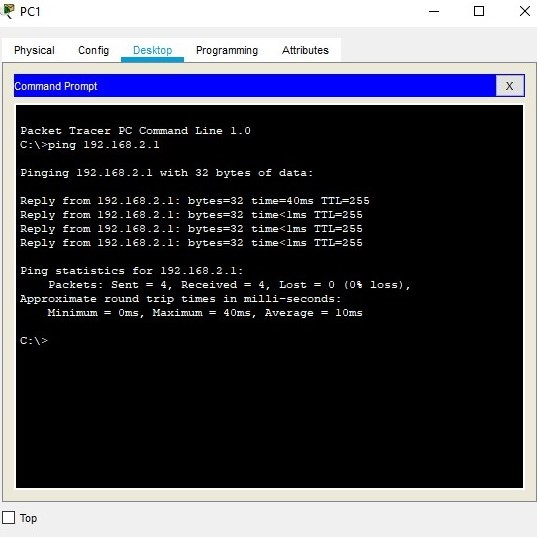 PC1
Physical Config Desktop Programming Attributes
Command Prompt X
Packet Tracer PC Command Line 1.0
C:\>ping 192.168.2.1
Pinging 192.168.2.1 with 32 bytes of data:
Reply from 192.168.2.1: bytes=32 time=40ms TTL=255
Reply from 192.168.2.1: bytes=32 time<1ms TTL=255
Reply from 192.168.2.1: bytes=32 time<1ms TTL=255
Reply from 192.168.2.1: bytes=32 time<1ms TTL=255
Ping statistics for 192.168.2.1:
Packets: Sent = 4, Received = 4, Lost = 0 (0% loss),
Approximate round trip times in milli-seconds:
Minimum = 0ms, Maximum = 40ms, Average = 10ms
C:\>
Top